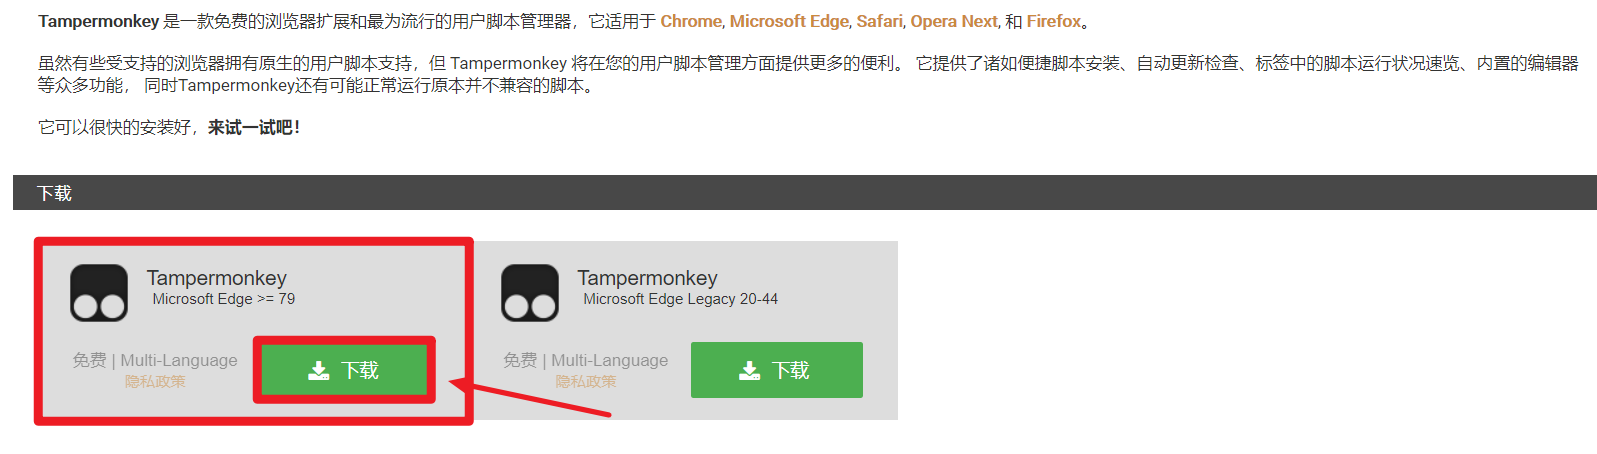 Tampermonkey 是一款免费的浏览器扩展和最为流行的用户脚本管理器，它适用于 Chrome, Microsoft Edge, Safari, Opera Next, 和 Firefox。
虽然有些受支持的浏览器拥有原生的用户脚本支持，但 Tampermonkey 将在您的用户脚本管理方面提供更多的便利。 它提供了诸如便捷脚本安装、自动更新检查、标签中的脚本运行状况速览、内置的编辑器
等众多功能， 同时Tampermonkey还有可能正常运行原本并不兼容的脚本。
它可以很快的安装好，来试一试吧！
下载
Tampermonkey
Microsoft Edge >= 79
免费 | Multi-Language
隐私政策
下载
Tampermonkey
Microsoft Edge Legacy 20-44
免费 | Multi-Language
隐私政策
下载